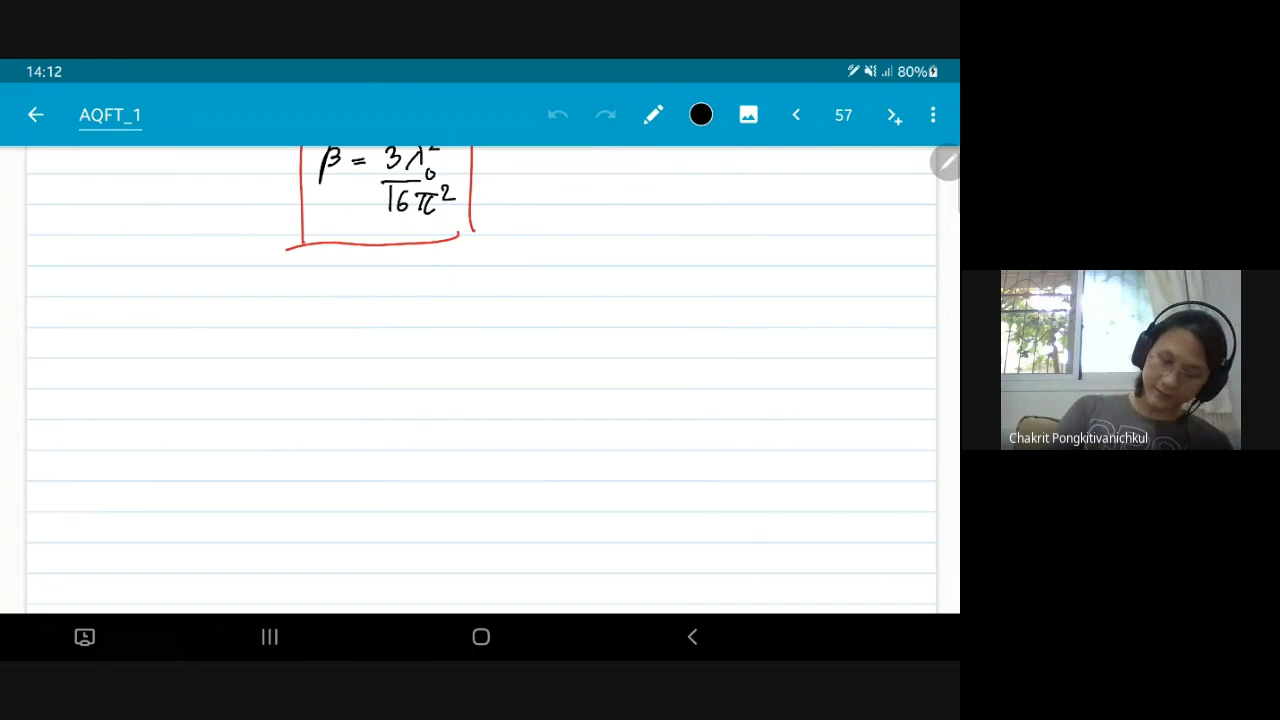 14:12
80%
AQFT_1
57
β = 3λ₀²
16π²
Chakrit Pongkitivanichkul